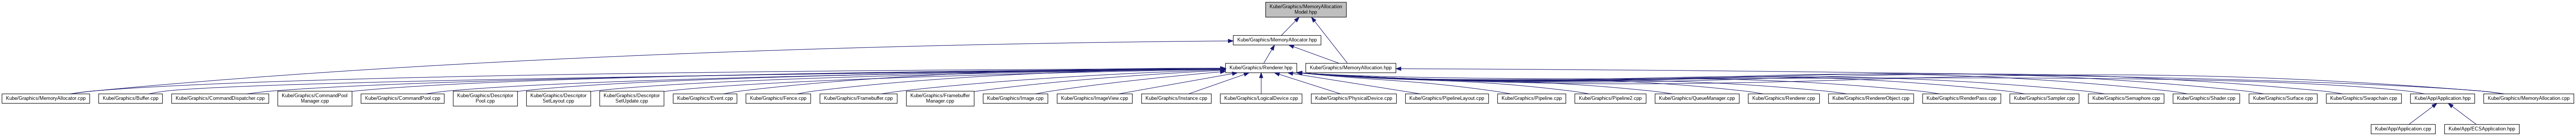 Kube/Graphics/MemoryAllocation
Model.hpp
Kube/Graphics/MemoryAllocator.hpp
Kube/Graphics/Renderer.hpp
Kube/Graphics/MemoryAllocation.hpp
Kube/Graphics/MemoryAllocator.cpp
Kube/Graphics/Buffer.cpp
Kube/Graphics/CommandDispatcher.cpp
Kube/Graphics/CommandPool
Manager.cpp
Kube/Graphics/CommandPool.cpp
Kube/Graphics/Descriptor
Pool.cpp
Kube/Graphics/Descriptor
SetLayout.cpp
Kube/Graphics/Descriptor
SetUpdate.cpp
Kube/Graphics/Event.cpp
Kube/Graphics/Fence.cpp
Kube/Graphics/Framebuffer.cpp
Kube/Graphics/Framebuffer
Manager.cpp
Kube/Graphics/Image.cpp
Kube/Graphics/ImageView.cpp
Kube/Graphics/Instance.cpp
Kube/Graphics/LogicalDevice.cpp
Kube/Graphics/PhysicalDevice.cpp
Kube/Graphics/PipelineLayout.cpp
Kube/Graphics/Pipeline.cpp
Kube/Graphics/Pipeline2.cpp
Kube/Graphics/QueueManager.cpp
Kube/Graphics/Renderer.cpp
Kube/Graphics/RenderObject.cpp
Kube/Graphics/RenderPass.cpp
Kube/Graphics/Sampler.cpp
Kube/Graphics/Semaphore.cpp
Kube/Graphics/Shader.cpp
Kube/Graphics/Surface.cpp
Kube/Graphics/Swapchain.cpp
Kube/App/Application.hpp
Kube/Graphics/MemoryAllocation.cpp
Kube/App/Application.cpp
Kube/App/ECSApplication.hpp